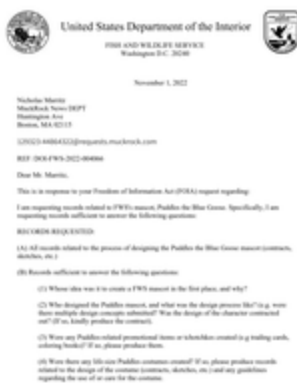 United States Department of the Interior
FISH AND WILDLIFE SERVICE
Washington D.C. 20240
November 1, 2022
Nicholas
MuckRock News DEPT
Huntington Ave
Boston, MA 02115
REF: DOI-FWS-2022-004066
Dear Mr.
This is in response to your Freedom of Information Act (FOIA) request regarding:
I am requesting records related to FWS's mascot, Puddles the Blue Goose. Specifically, I am
requesting records sufficient to answer the following questions:
RECORDS REQUESTED:
(A) All records related to the process of designing the Puddles the Blue Goose mascot (contracts,
sketches, etc.)
(B) Records sufficient to answer the following questions:
(1) Whose idea was it to create a FWS mascot in the first place, and why?
(2) Who designed the Puddles mascot, and what was the design process like? (e.g. were
there multiple design concepts submitted? Was the design of the character contracted
out? (If so, kindly produce the contract).
(3) Were any Puddles-related promotional items or created (e.g trading cards,
coloring books)? If so, please produce them.
(4) Were there any life-size Puddles costumes created? If so, please produce records
related to the design of the costume (contracts, sketches, etc.) and any guidelines
regarding the use of or care for the costume.